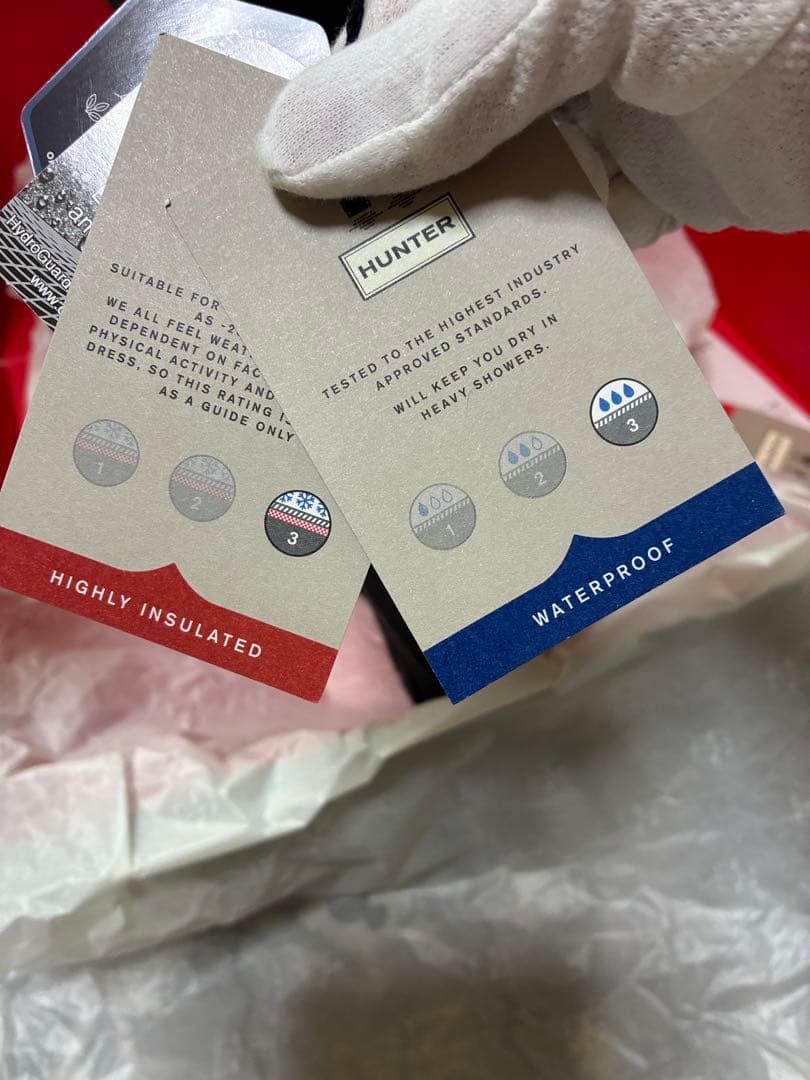 HydroGuard
www.
SUITABLE FOR
AS -2
WE ALL FEEL
DEPENDENT ON
PHYSICAL ACTIVITY AND
DRESS, SO THIS RATING
AS A GUIDE ONLY
1
2
3
HIGHLY INSULATED
HUNTER
TESTED TO THE HIGHEST INDUSTRY
APPROVED STANDARDS.
WILL KEEP YOU DRY IN
HEAVY SHOWERS.
1
2
3
WATERPROOF